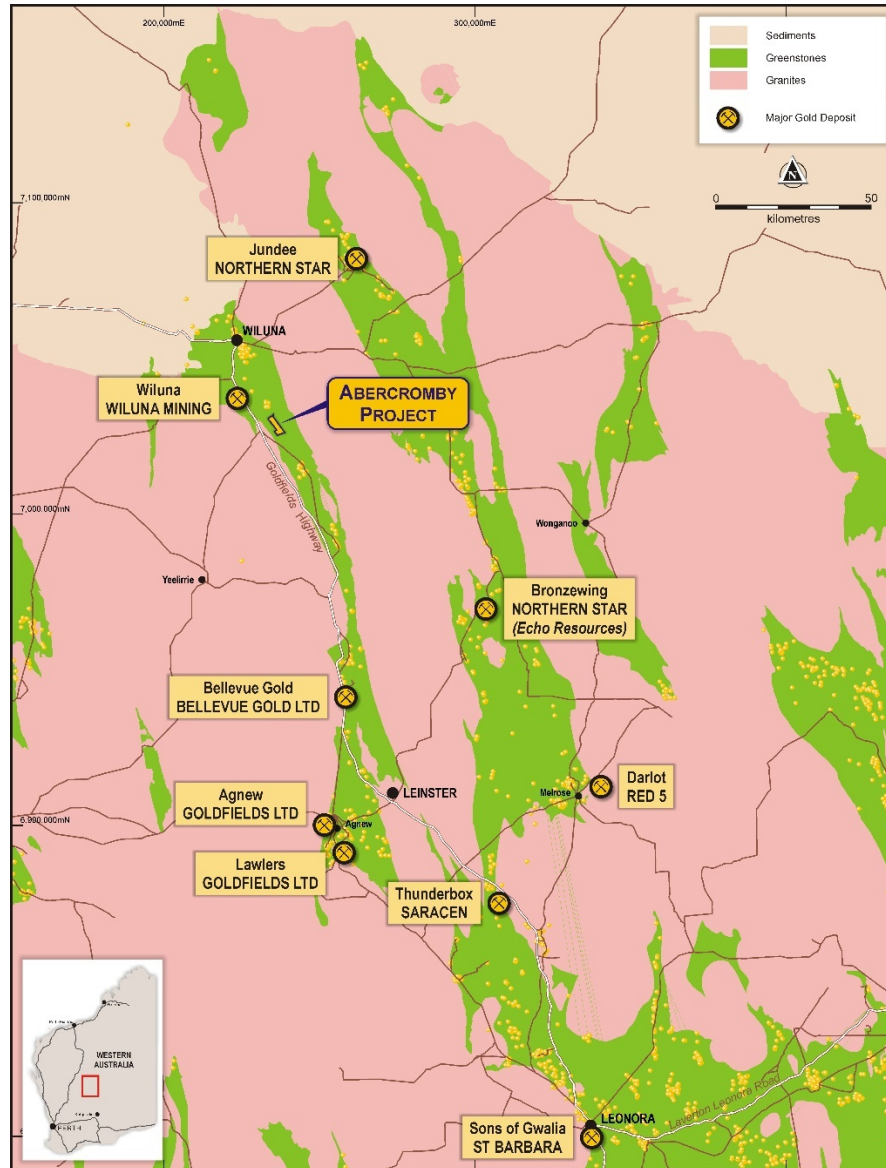 200,000mE
300,000mE
Sediments
Greenstones
Granites
Major Gold Deposit
N
0
50
kilometres
7,100,000mN
Jundee
NORTHERN STAR
WILUNA
Wiluna
WILUNA MINING
ABERCROMBY
PROJECT
Goldfields Highway
7,000,000mN
Wonganoo
Yeelirrie
Bronzewing
NORTHERN STAR
(Echo Resources)
Bellevue Gold
BELLEVUE GOLD LTD
LEINSTER
Darlot
RED 5
Melrose
Agnew
GOLDFIELDS LTD
6,990,000mN
Agnew
Lawlers
GOLDFIELDS LTD
Thunderbox
SARACEN
WESTERN
AUSTRALIA
PERTH
Laverton Leonora Road
LEONORA
Sons of Gwalia
ST BARBARA